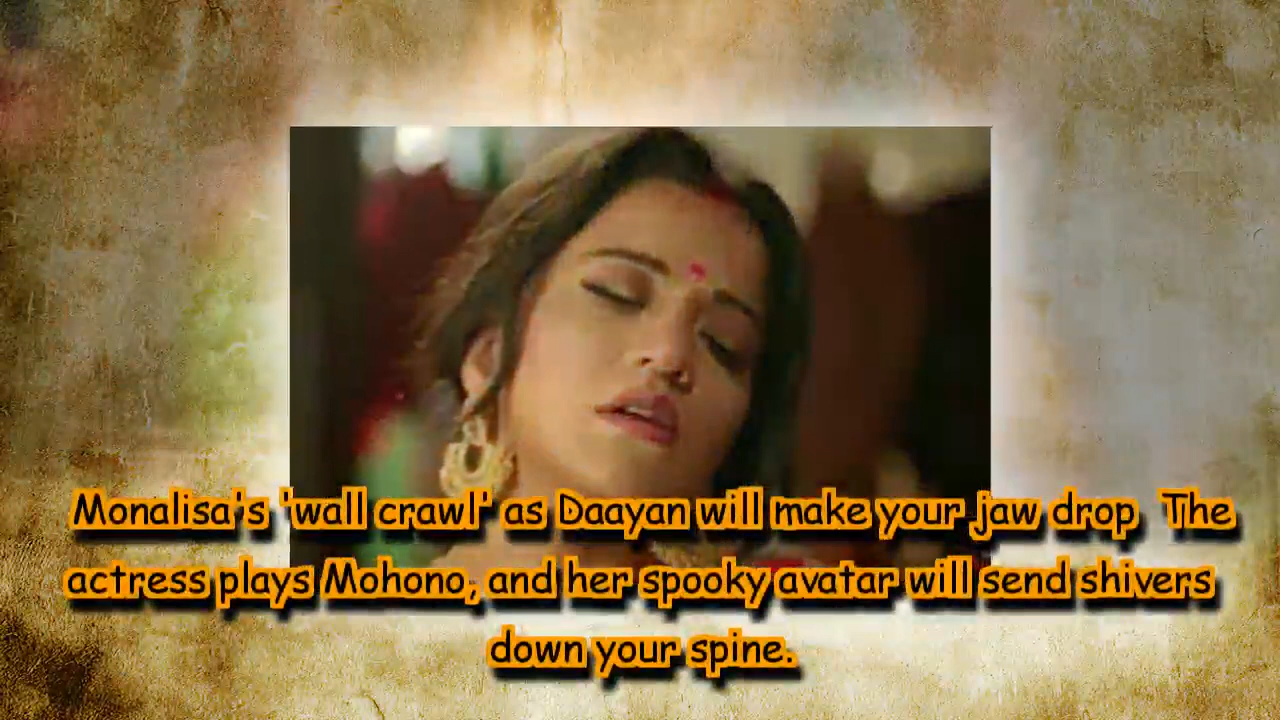 Monalisa's 'wall crawl' as Daayan will make your jaw drop The
actress plays Mohono, and her spooky avatar will send shivers
down your spine.